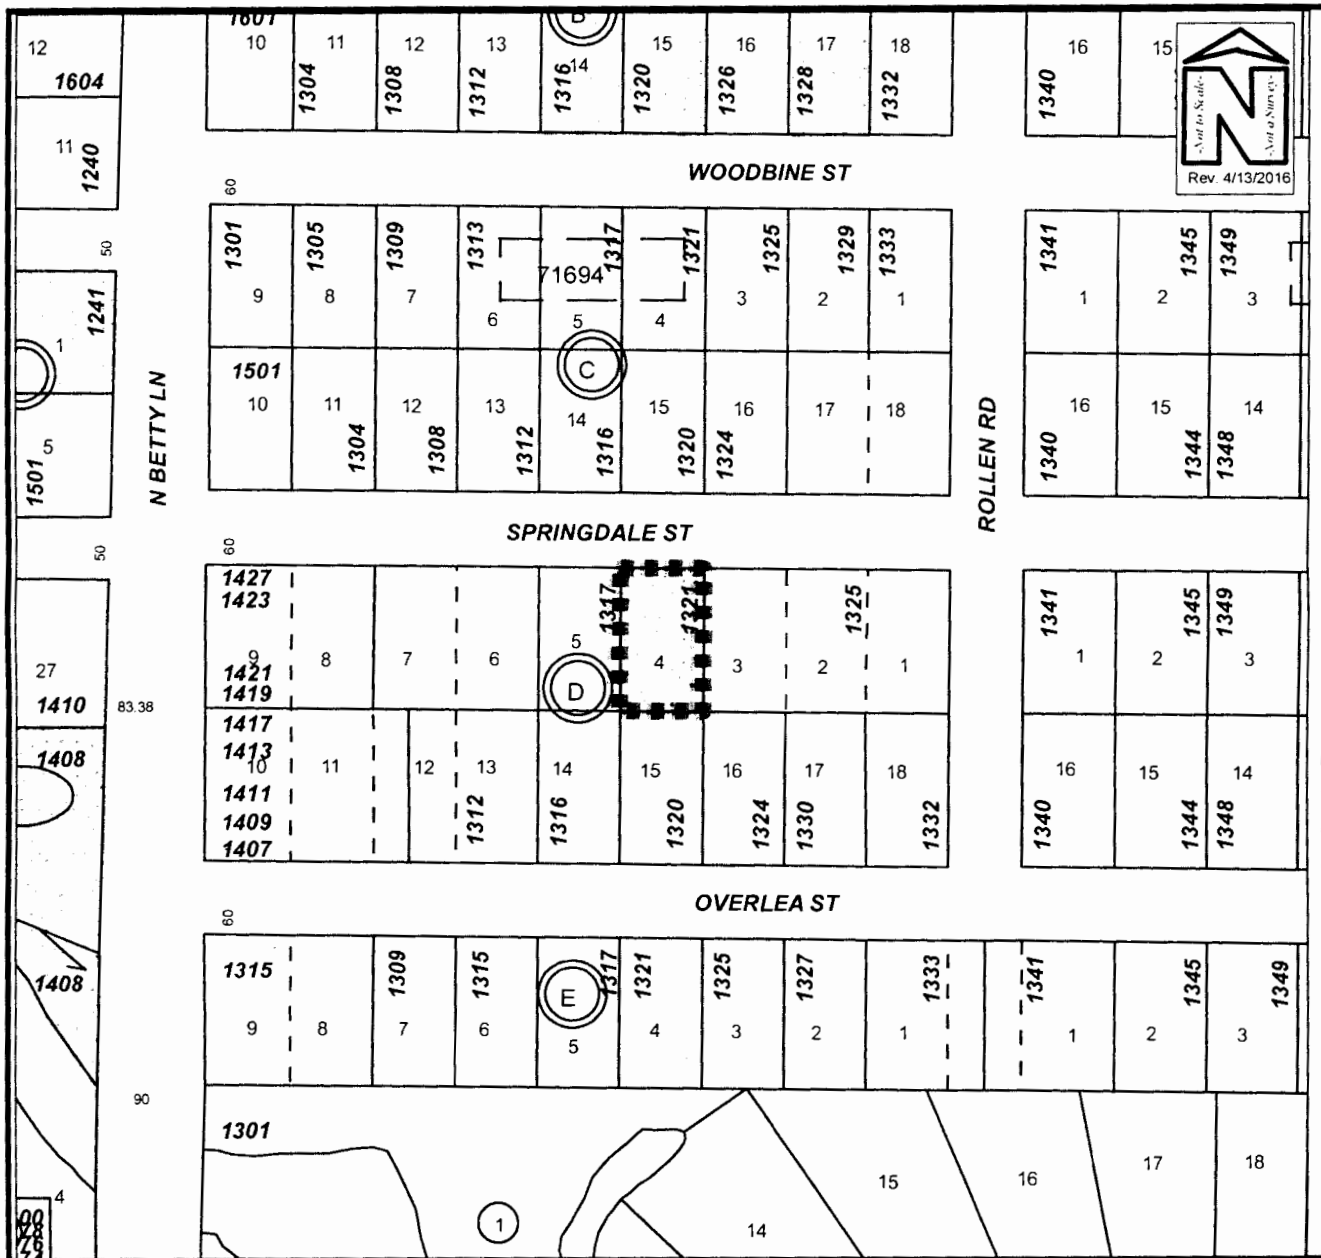 1601
12 10 11 12 13 B 15 16 17 18 16 15
14
1604 1304 1308 1312 1316 1320 1326 1328 1332 1340
-Not to Scale-
N
-Not a Survey-
Rev. 4/13/2016
11 1240
WOODBINE ST
60
50
1301 1305 1309 1313 1317 1321 1325 1329 1333 1341 1345 1349
71694
9 8 7 6 5 4 3 2 1 1 2 3
1241
1
C
1501
10 11 12 13 14 15 16 17 18 16 15 14
1304 1308 1312 1316 1320 1324 1340 1344 1348
5
1501
N BETTY LN
ROLLEN RD
SPRINGDALE ST
60
50
1427
1423
1317 1321 1325 1341 1345 1349
9 8 7 6 5 4 3 2 1 1 2 3
1421
1419
27
1410
83.38
D
1417
1413
10 11 12 13 14 15 16 17 18 16 15 14
1411
1409
1407
1312 1316 1320 1324 1330 1332 1340 1344 1348
1408
OVERLEA ST
60
1315 1309 1315 1317 1321 1325 1327 1333 1341 1345 1349
1408
E
9 8 7 6 5 4 3 2 1 1 2 3
90
1301
15 16 17 18
4
1
14
00
78
76